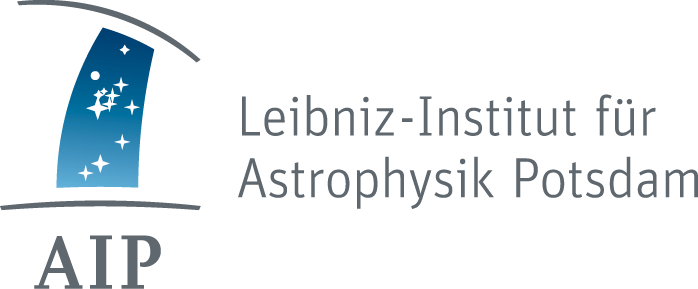 Leibniz-Institut für
Astrophysik Potsdam
AIP